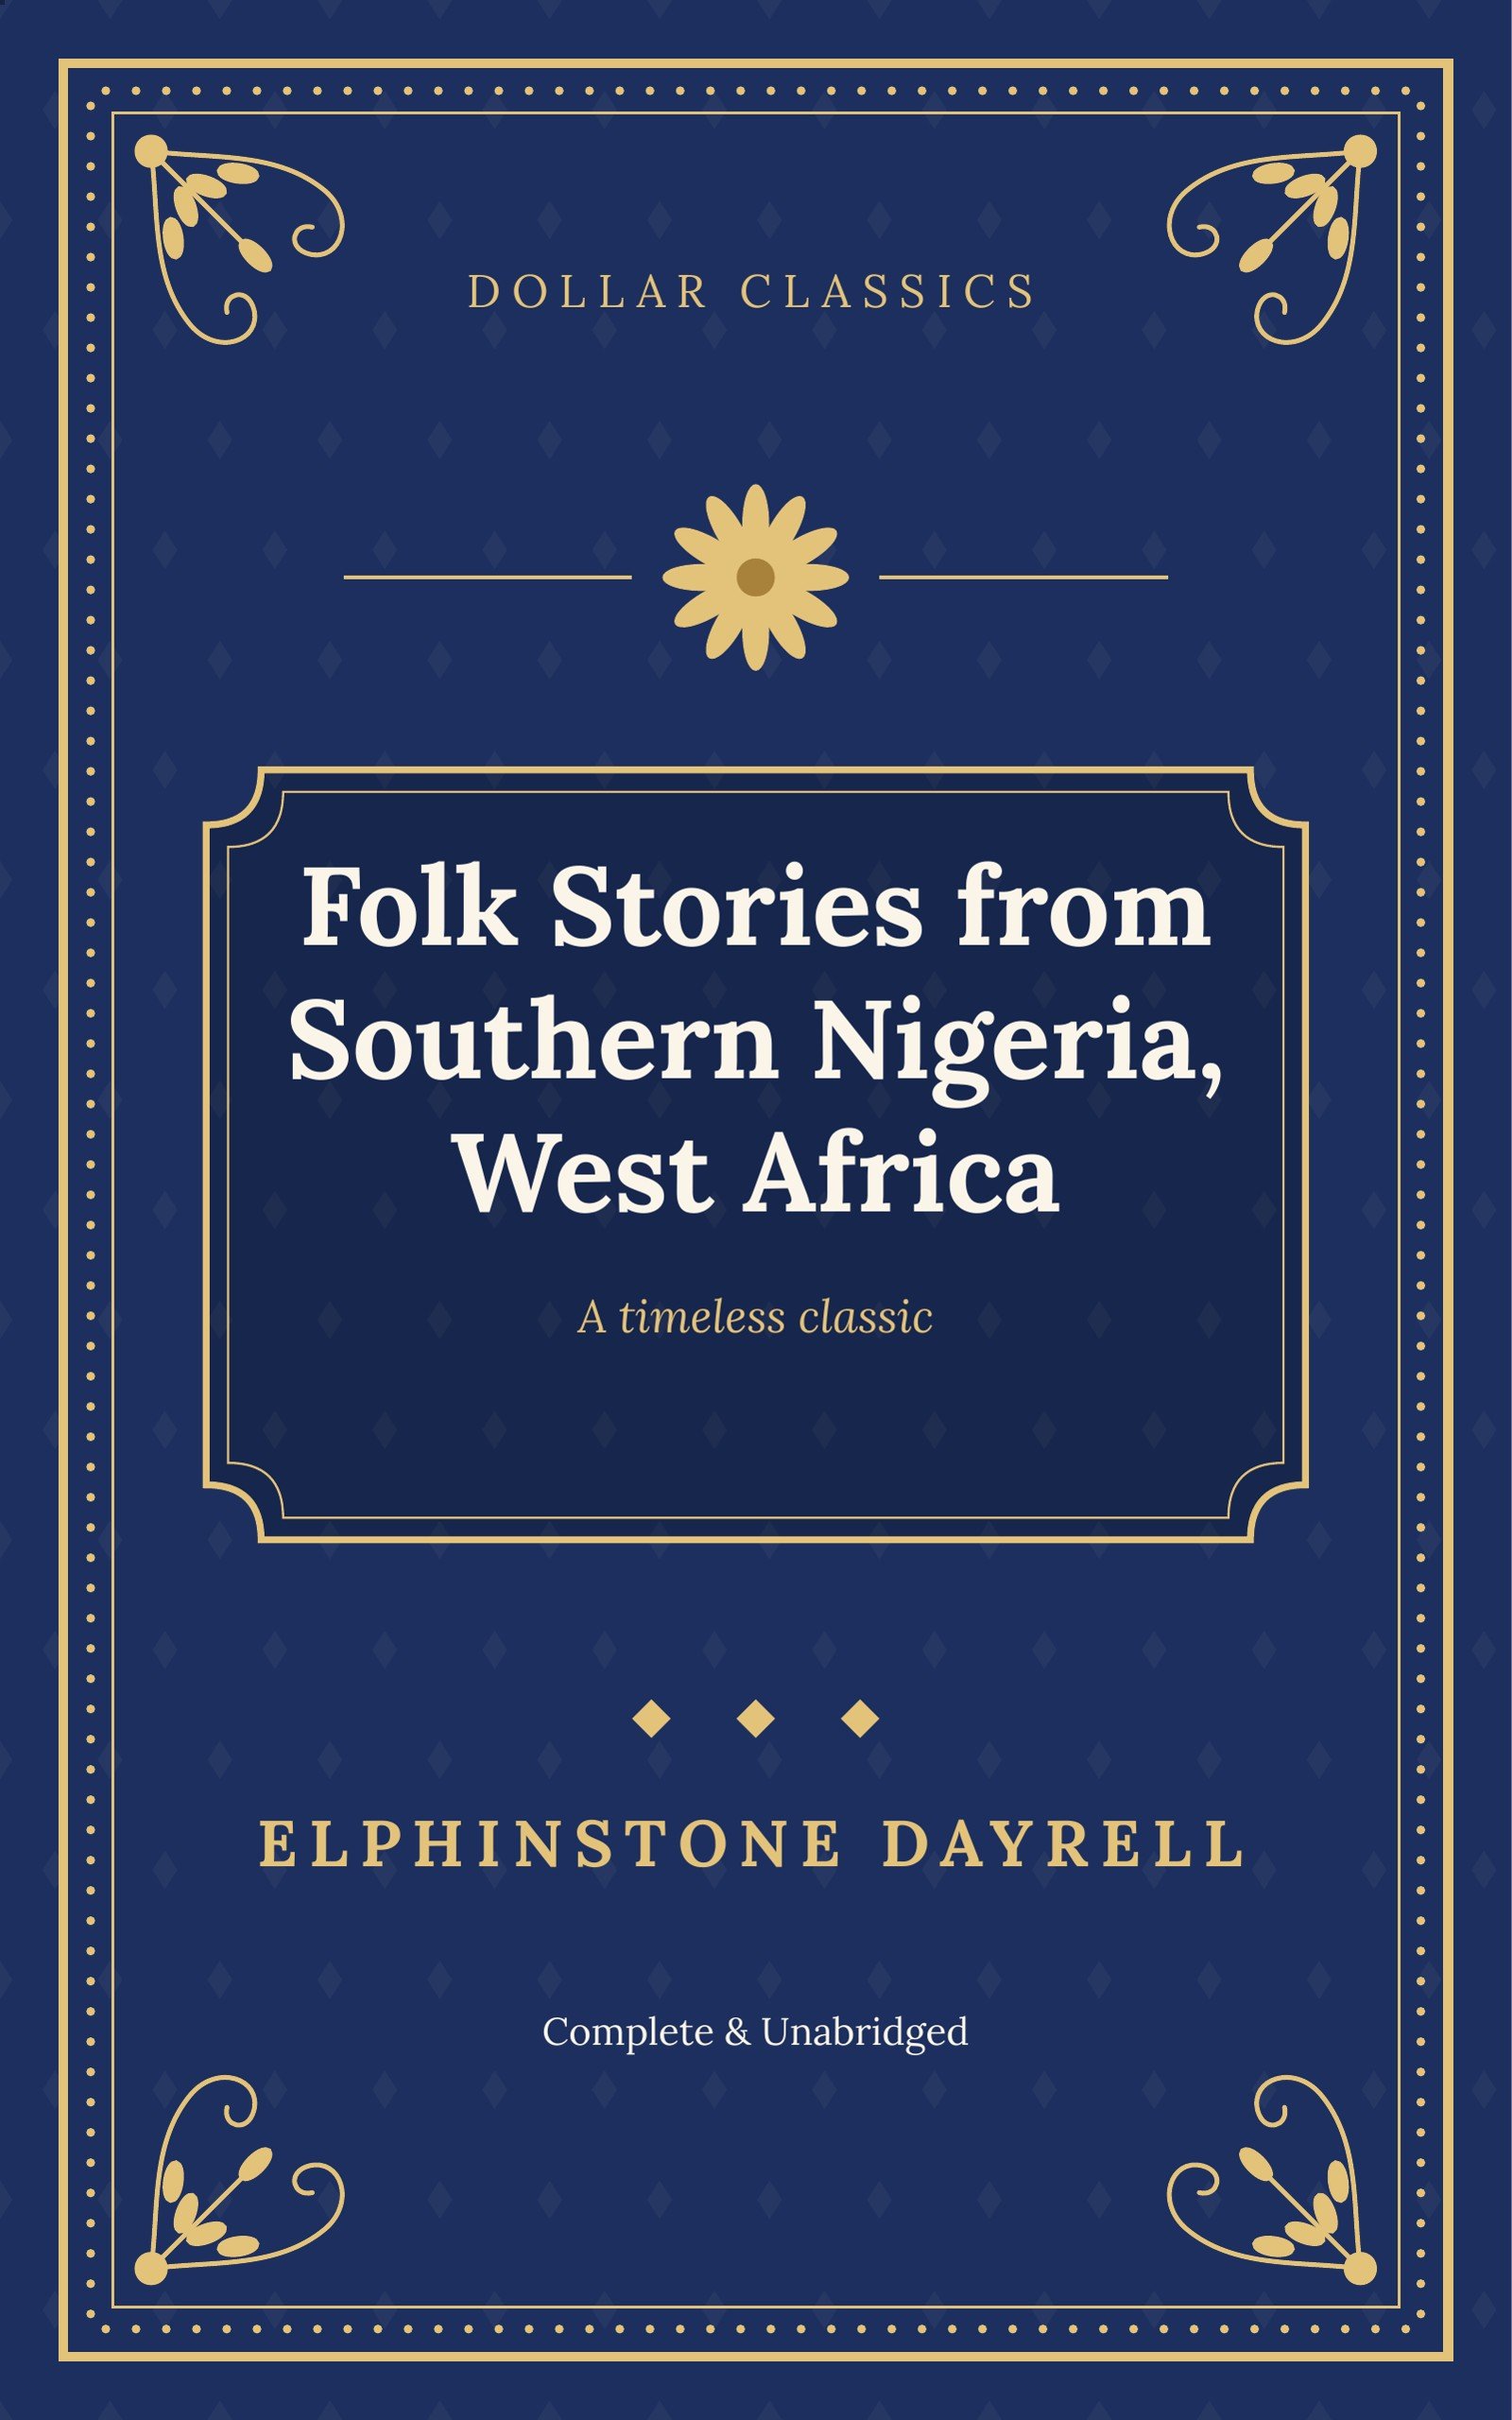 DOLLAR CLASSICS
Folk Stories from
Southern Nigeria,
West Africa
A timeless classic
ELPHINSTONE DAYRELL
Complete & Unabridged